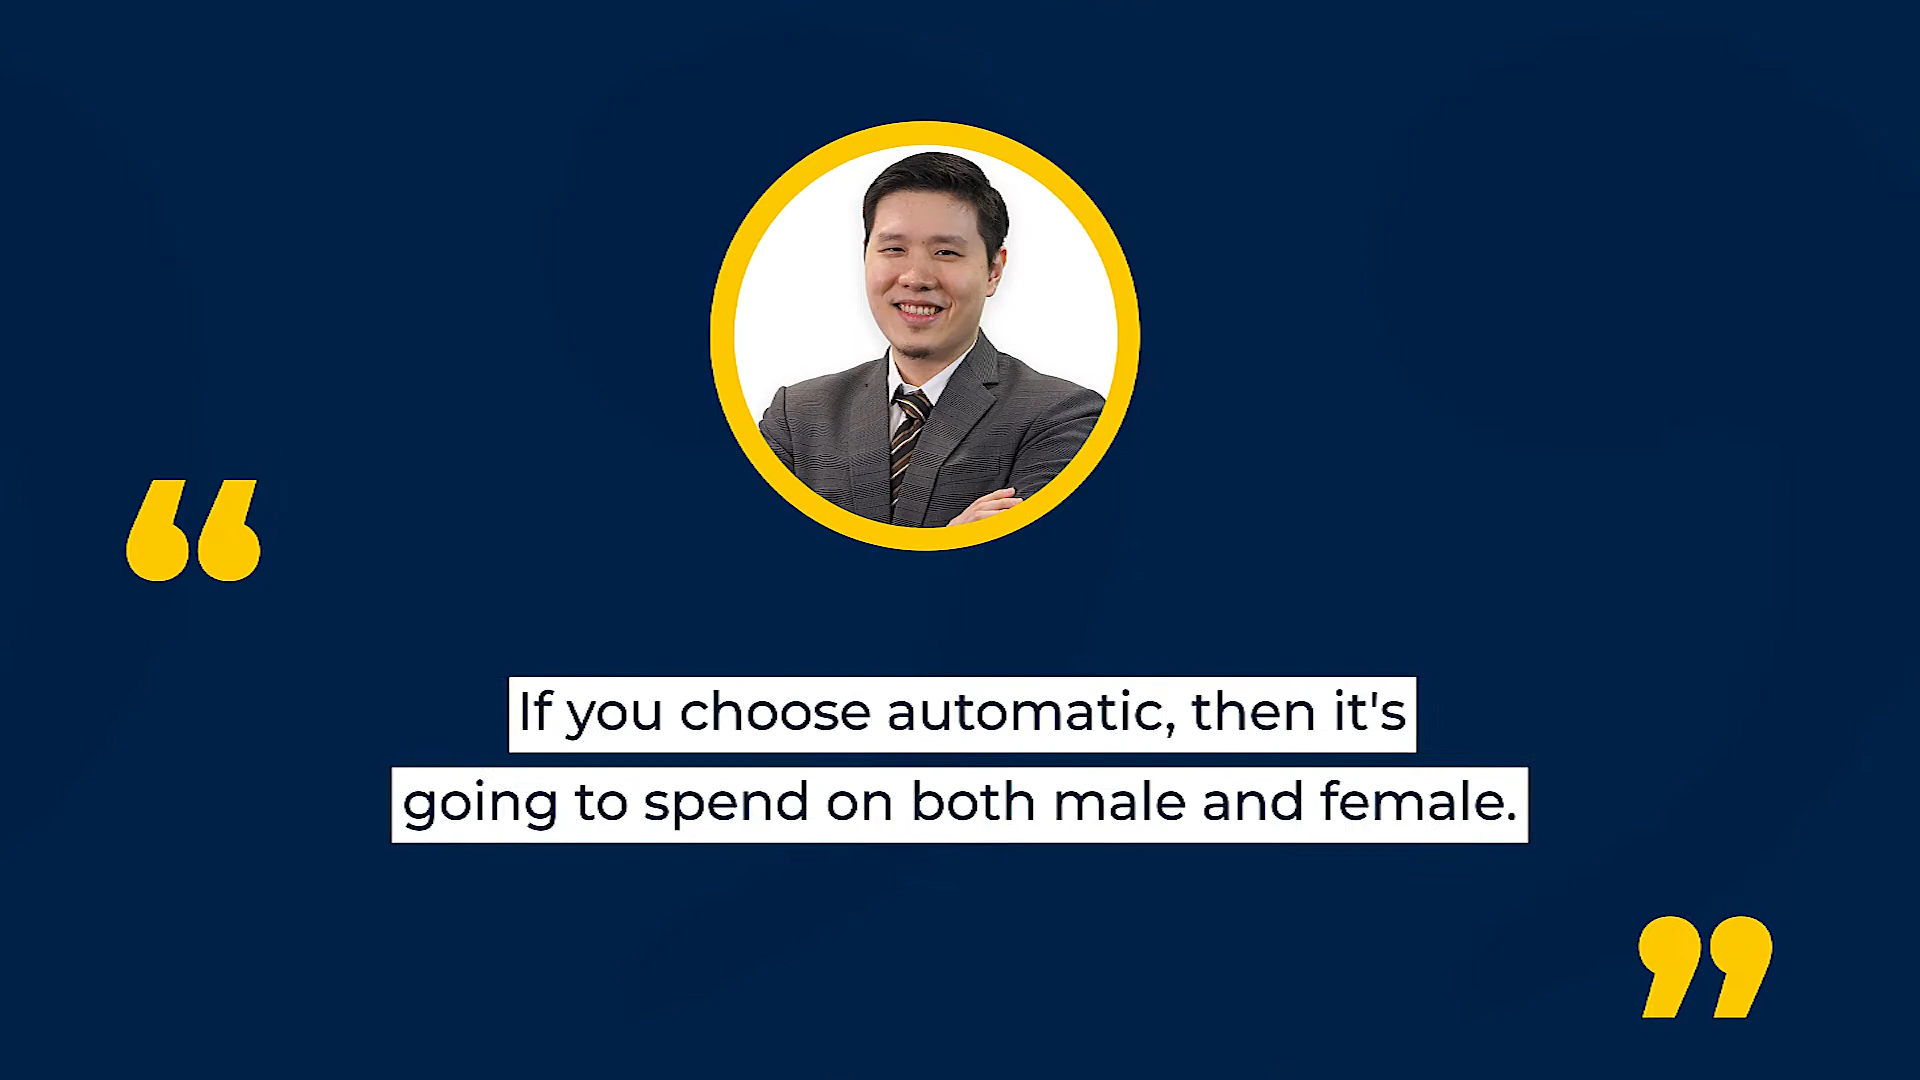 “
If you choose automatic, then it's
going to spend on both male and female.
”